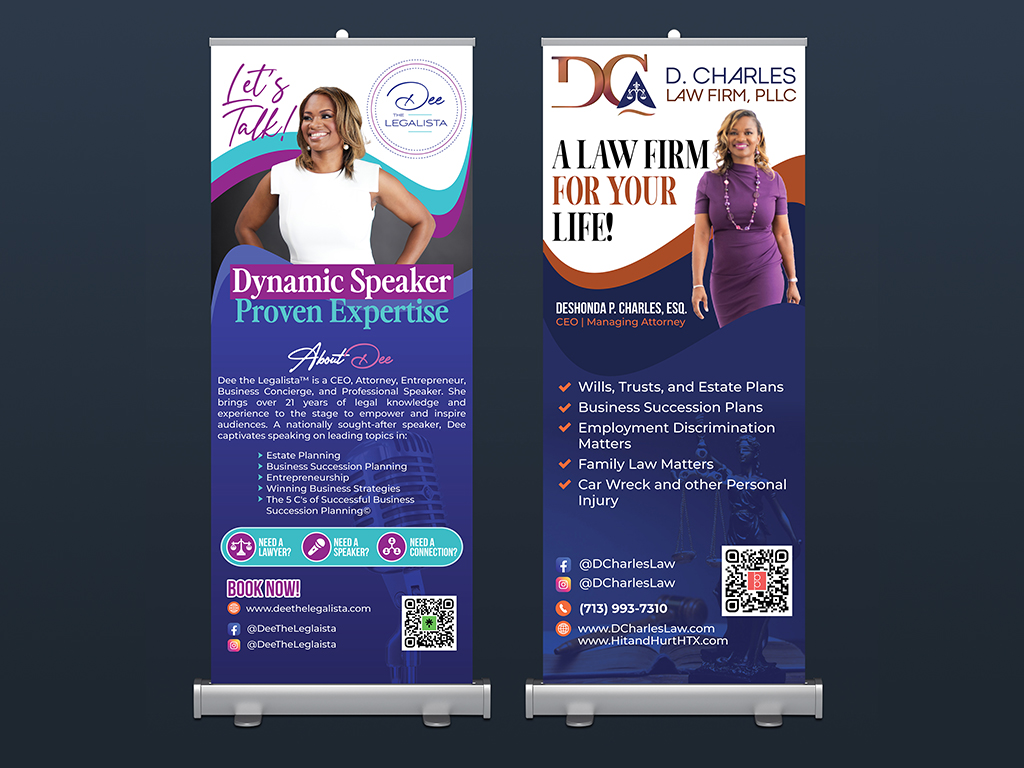 Let's
Talk!
Dee
THE
LEGALISTA
Dynamic Speaker
Proven Expertise
About Dee
Dee the Legalista™ is a CEO, Attorney, Entrepreneur,
Business Concierge, and Professional Speaker. She
brings over 21 years of legal knowledge and
experience to the stage to empower and inspire
audiences. A nationally sought-after speaker, Dee
captivates speaking on leading topics in:
Estate Planning
Business Succession Planning
Entrepreneurship
Winning Business Strategies
The 5 C's of Successful Business
Succession Planning©
NEED A
LAWYER?
NEED A
SPEAKER?
NEED A
CONNECTION?
BOOK NOW!
www.deethelegalista.com
@DeeTheLeglaista
@DeeTheLeglaista
DC
D. CHARLES
LAW FIRM, PLLC
A LAW FIRM
FOR YOUR
LIFE!
DESHONDA P. CHARLES, ESQ.
CEO | Managing Attorney
Wills, Trusts, and Estate Plans
Business Succession Plans
Employment Discrimination
Matters
Family Law Matters
Car Wreck and other Personal
Injury
@DCharlesLaw
@DCharlesLaw
(713) 993-7310
www.DCharlesLaw.com
www.HitandHurtHTX.com